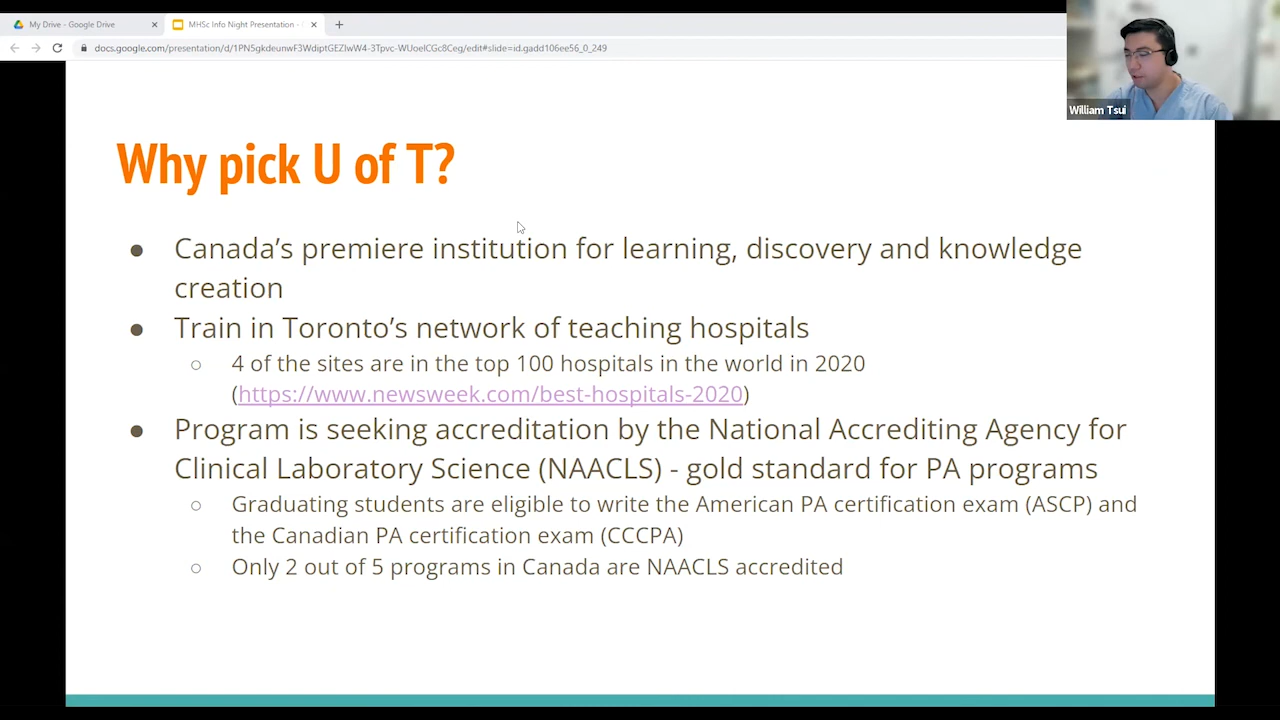 My Drive - Google Drive
MHSc Info Night Presentation -
docs.google.com/presentation/d/1PN5gkdeunwF3WdiptGEZlwW4-3Tpvc-WUoelCGc8Ceg/edit#slide=id.gadd106ee56_0_249
William Tsui
Why pick U of T?
● Canada's premiere institution for learning, discovery and knowledge
creation
● Train in Toronto's network of teaching hospitals
○ 4 of the sites are in the top 100 hospitals in the world in 2020
(https://www.newsweek.com/best-hospitals-2020)
● Program is seeking accreditation by the National Accrediting Agency for
Clinical Laboratory Science (NAACLS) - gold standard for PA programs
○ Graduating students are eligible to write the American PA certification exam (ASCP) and
the Canadian PA certification exam (CCCPA)
○ Only 2 out of 5 programs in Canada are NAACLS accredited